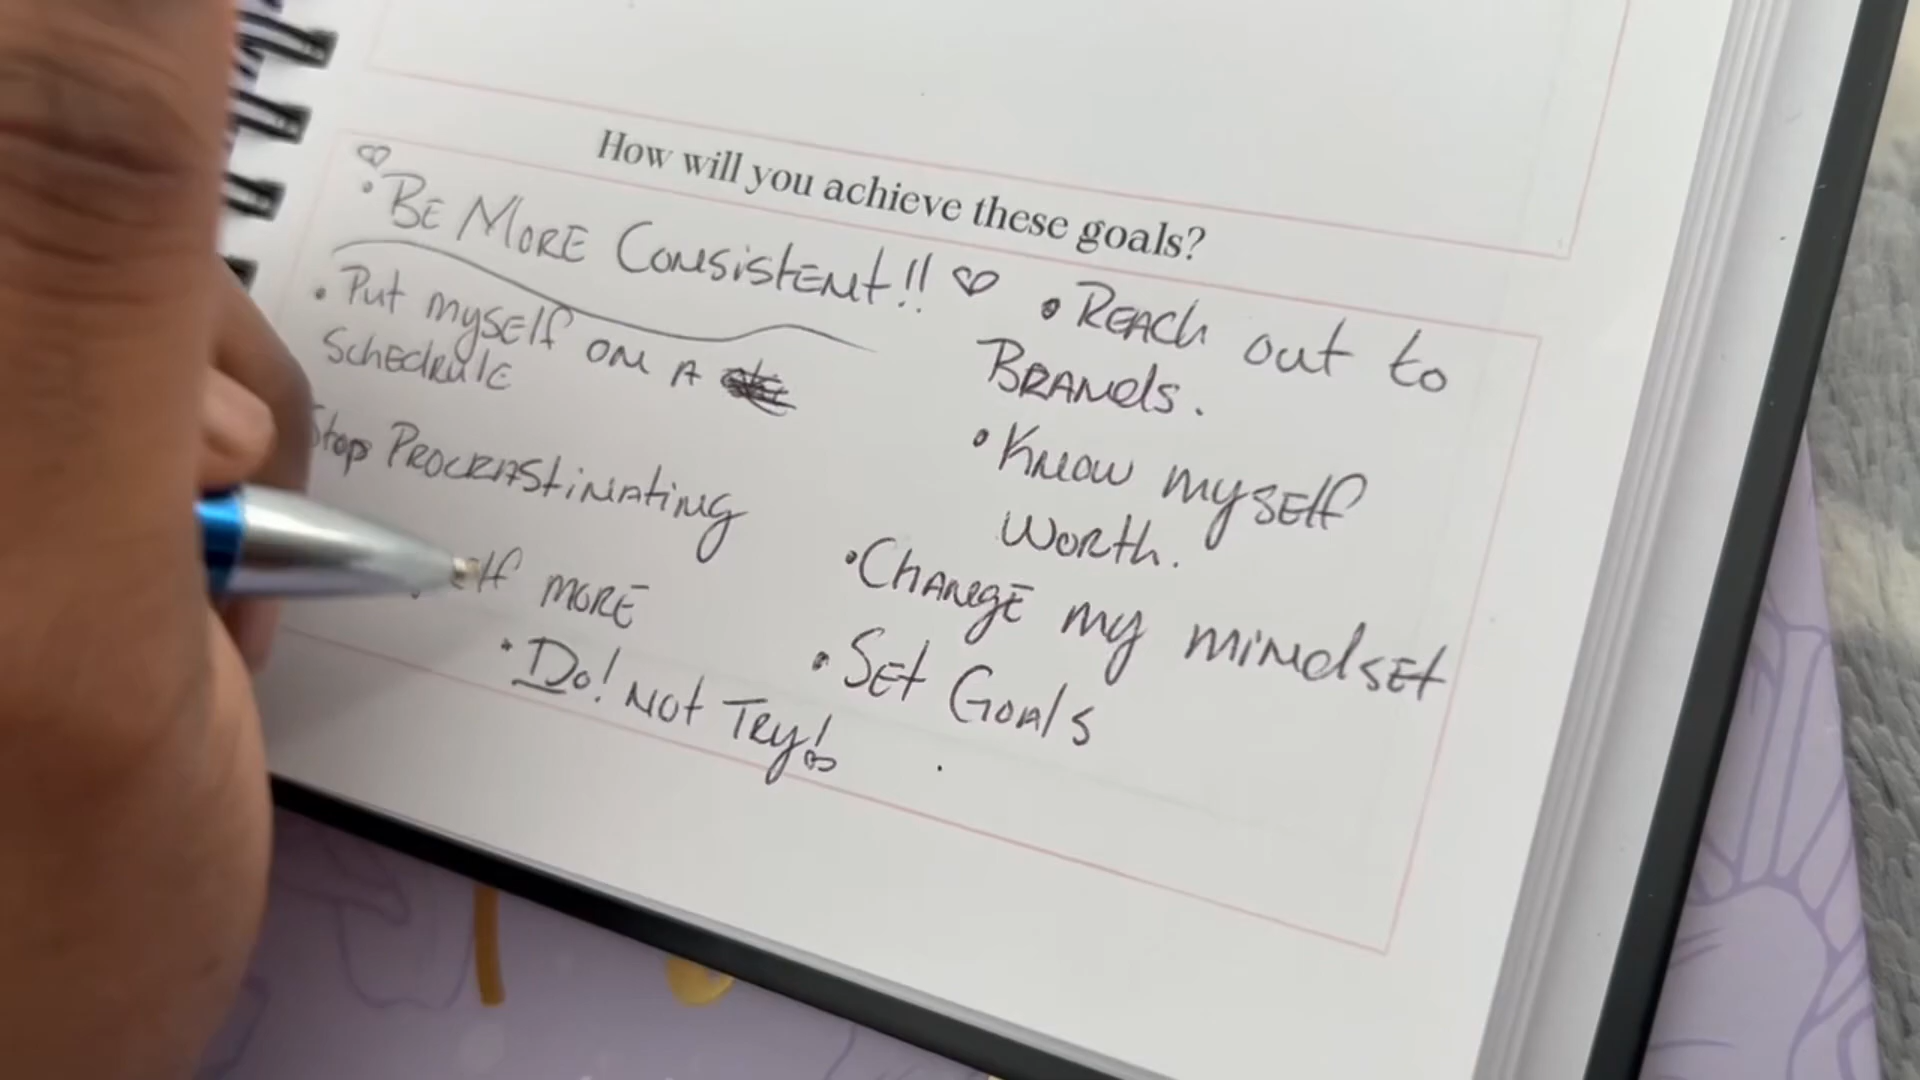 How will you achieve these goals?
• BE MORE Consistent!!
• Put myself on A
Schedule
Stop Procrastinating
more
• Do! Not Try!
• Reach out to
Brands.
• Know myself
worth.
• Change my mindset
• Set Goals